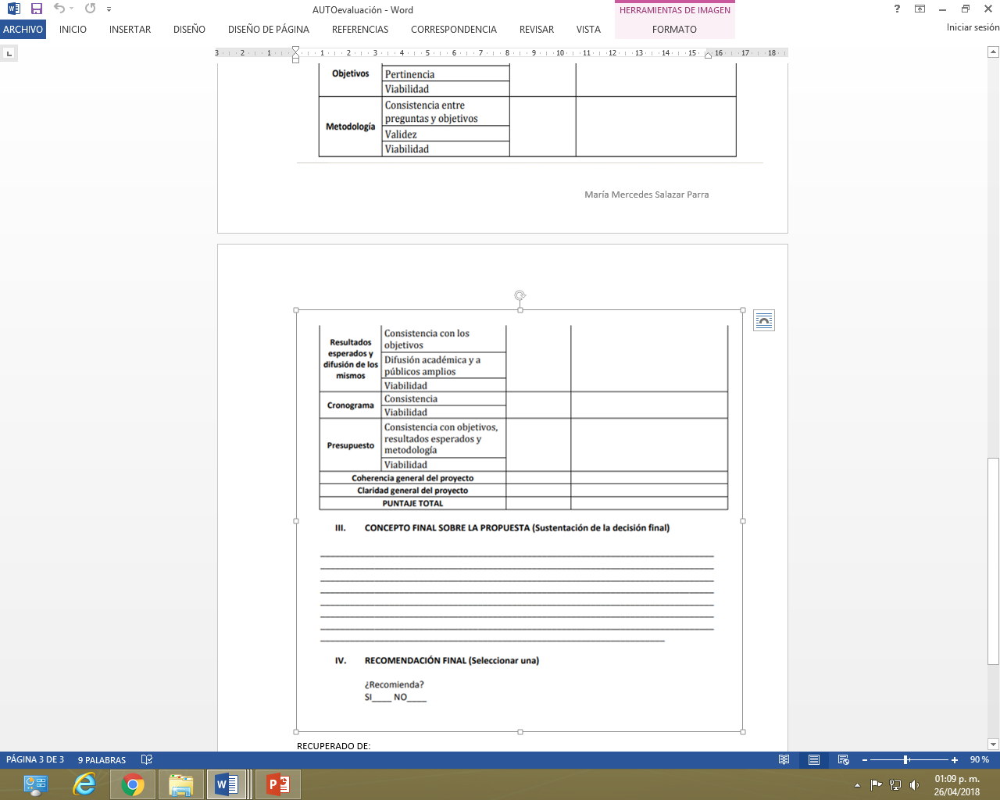 AUTOevaluación - Word
HERRAMIENTAS DE IMAGEN
?
ARCHIVO INICIO INSERTAR DISEÑO DISEÑO DE PÁGINA REFERENCIAS CORRESPONDENCIA REVISAR VISTA FORMATO
Iniciar sesión
3 2 1 1 2 3 4 5 6 7 8 9 10 11 12 13 14 15 16 17 18
Objetivos
Pertinencia
Viabilidad
Metodología
Consistencia entre
preguntas y objetivos
Validez
Viabilidad
María Mercedes Salazar Parra
Resultados
esperados y
difusión de los
mismos
Consistencia con los
objetivos
Difusión académica y a
públicos amplios
Viabilidad
Cronograma
Consistencia
Viabilidad
Presupuesto
Consistencia con objetivos,
resultados esperados y
metodología
Viabilidad
Coherencia general del proyecto
Claridad general del proyecto
PUNTAJE TOTAL
III. CONCEPTO FINAL SOBRE LA PROPUESTA (Sustentación de la decisión final)
IV. RECOMENDACIÓN FINAL (Seleccionar una)
¿Recomienda?
SI____ NO____
RECUPERADO DE:
PÁGINA 3 DE 3 9 PALABRAS 90 %
01:09 p. m.
26/04/2018